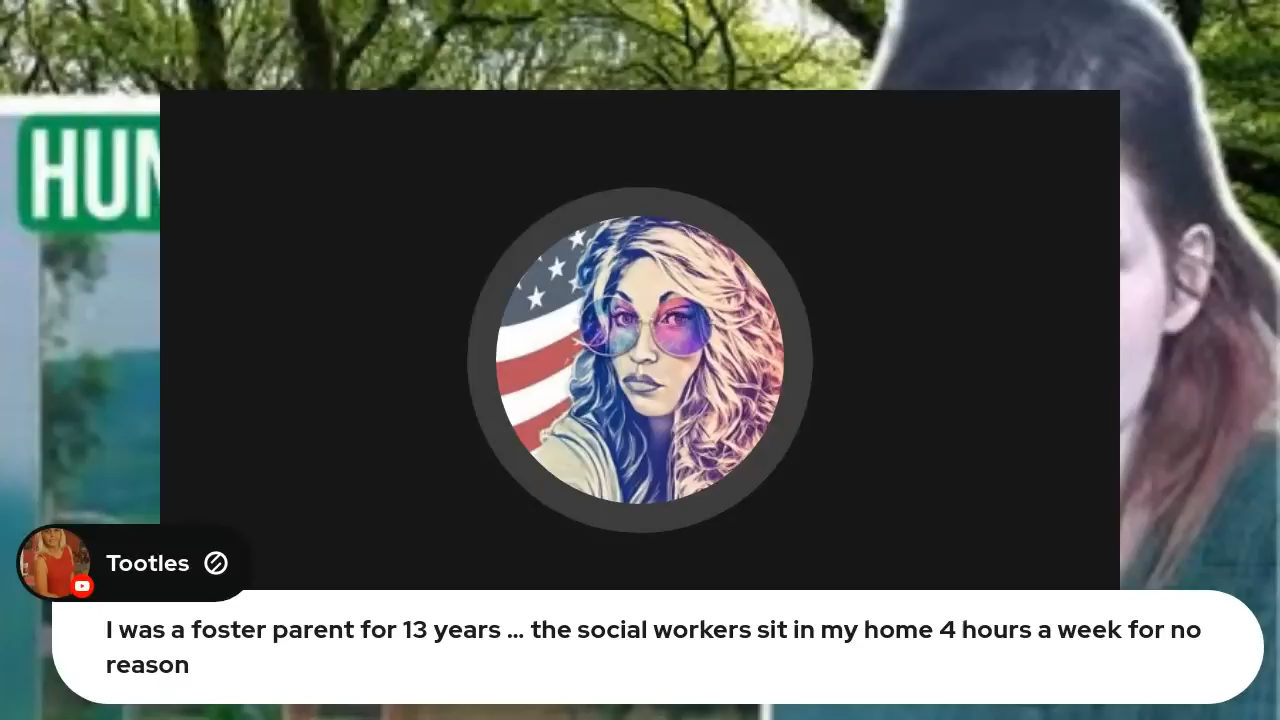 HUN
Tootles
I was a foster parent for 13 years ... the social workers sit in my home 4 hours a week for no
reason